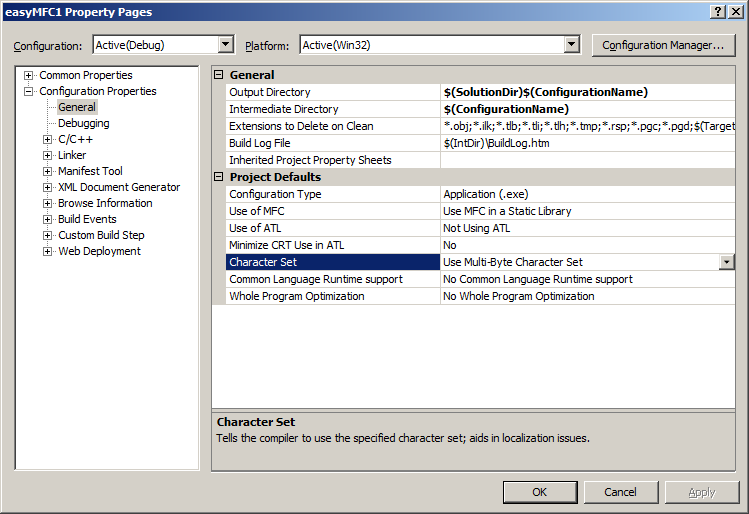 easyMFC1 Property Pages
Configuration: Active(Debug) Platform: Active(Win32) Configuration Manager...
Common Properties
Configuration Properties
General
Debugging
C/C++
Linker
Manifest Tool
XML Document Generator
Browse Information
Build Events
Custom Build Step
Web Deployment
General
Output Directory $(SolutionDir)$(ConfigurationName)
Intermediate Directory $(ConfigurationName)
Extensions to Delete on Clean *.obj;*.ilk;*.tlb;*.tli;*.tlh;*.tmp;*.rsp;*.pgc;*.pgd;$(Target
Build Log File $(IntDir)\BuildLog.htm
Inherited Project Property Sheets
Project Defaults
Configuration Type Application (.exe)
Use of MFC Use MFC in a Static Library
Use of ATL Not Using ATL
Minimize CRT Use in ATL No
Character Set Use Multi-Byte Character Set
Common Language Runtime support No Common Language Runtime support
Whole Program Optimization No Whole Program Optimization
Character Set
Tells the compiler to use the specified character set; aids in localization issues.
OK Cancel Apply